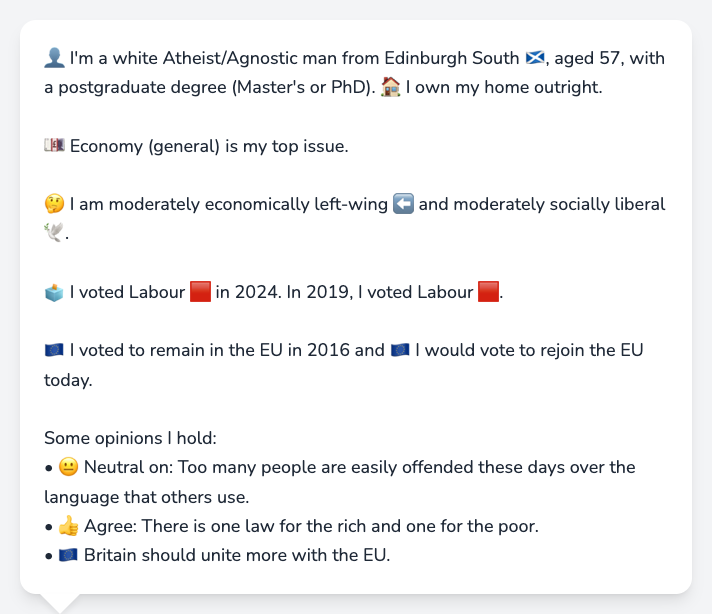 👤 I'm a white Atheist/Agnostic man from Edinburgh South 🏴󠁧󠁢󠁳󠁣󠁴󠁿, aged 57, with
a postgraduate degree (Master's or PhD). 🏠 I own my home outright.
💷 Economy (general) is my top issue.
🤔 I am moderately economically left-wing ⬅️ and moderately socially liberal
🕊️.
🗳️ I voted Labour 🟥 in 2024. In 2019, I voted Labour 🟥.
🇪🇺 I voted to remain in the EU in 2016 and 🇪🇺 I would vote to rejoin the EU
today.
Some opinions I hold:
• 😐 Neutral on: Too many people are easily offended these days over the
language that others use.
• 👍 Agree: There is one law for the rich and one for the poor.
• 🇪🇺 Britain should unite more with the EU.